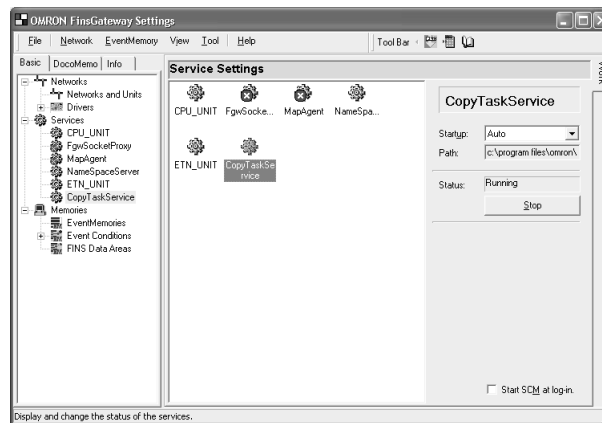 OMRON FinsGateway Settings
File Network EventMemory View Tool Help Tool Bar
Basic DocoMemo Info
Networks
Networks and Units
Drivers
Services
CPU_UNIT
FgwSocketProxy
MapAgent
NameSpaceServer
ETN_UNIT
CopyTaskService
Memories
EventMemories
Event Conditions
FINS Data Areas
Service Settings
CPU_UNIT FgwSocke... MapAgent NameSpa...
ETN_UNIT CopyTaskSe
rvice
CopyTaskService
Startup: Auto
Path: c:\program files\omron\
Status: Running
Stop
Start SCM at log-in.
Display and change the status of the services.